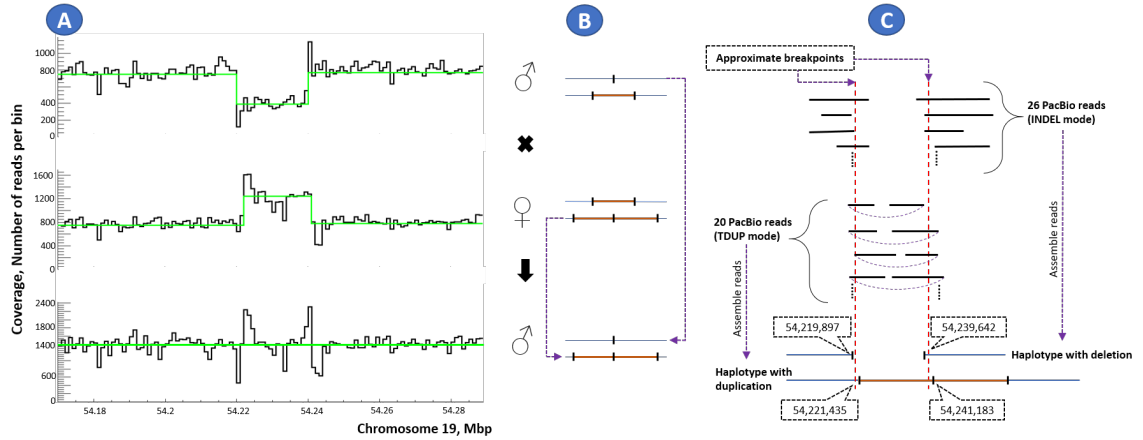 A
B
C
Coverage, Number of reads per bin
1000
800
400
200
0
1600
1200
800
400
0
2400
1800
1400
600
0
54.18
54.2
54.22
54.24
54.26
54.28
Chromosome 19, Mbp
Approximate breakpoints
26 PacBio reads
(INDEL mode)
20 PacBio reads
(TDUP mode)
Assemble reads
Assemble reads
54,219,897
54,239,642
Haplotype with deletion
Haplotype with
duplication
54,221,435
54,241,183